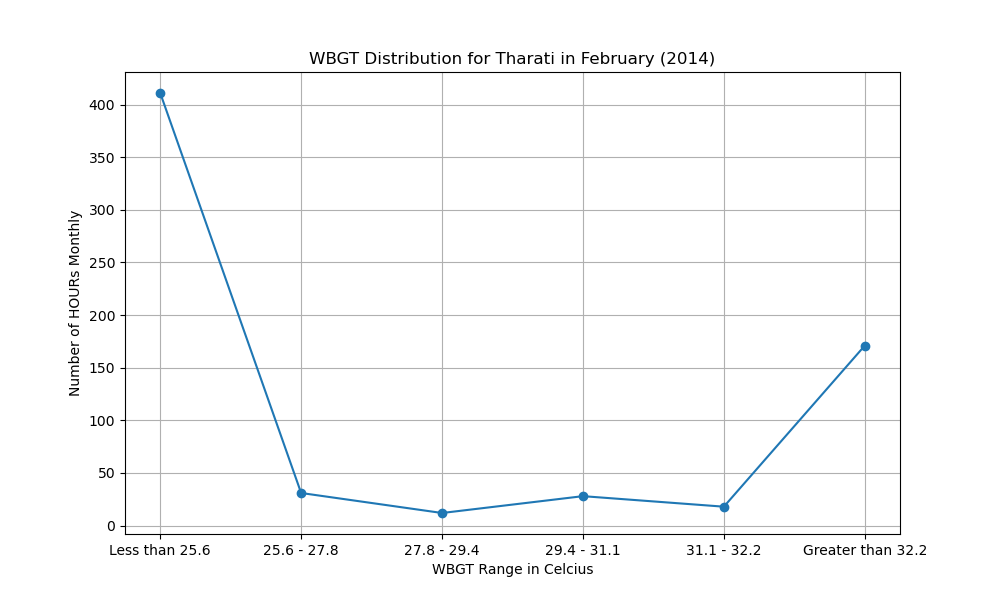 WBGT Distribution for Tharati in February (2014)
Number of HOURs Monthly
400
350
300
250
200
150
100
50
0
Less than 25.6 25.6 - 27.8 27.8 - 29.4 29.4 - 31.1 31.1 - 32.2 Greater than 32.2
WBGT Range in Celcius